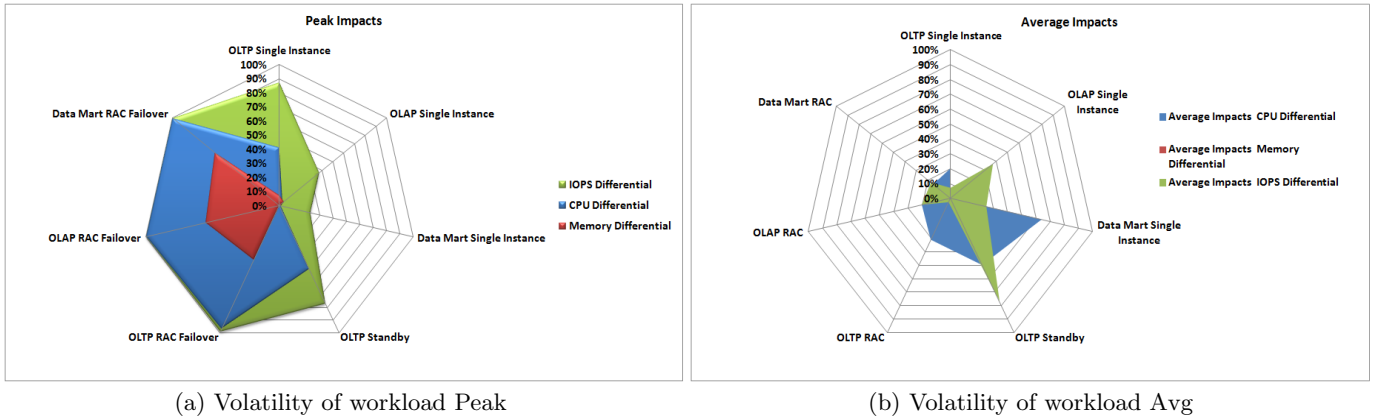 Peak Impacts
OLTP Single Instance
100%
90%
80%
70%
60%
50%
40%
30%
20%
10%
0%
OLAP Single Instance
Data Mart Single Instance
OLTP Standby
OLTP RAC Failover
OLAP RAC Failover
Data Mart RAC Failover
IOPS Differential
CPU Differential
Memory Differential
(a) Volatility of workload Peak
Average Impacts
OLTP Single Instance
100%
90%
80%
70%
60%
50%
40%
30%
20%
10%
0%
OLAP Single
Instance
Data Mart Single
Instance
OLTP Standby
OLTP RAC
OLAP RAC
Data Mart RAC
Average Impacts CPU Differential
Average Impacts Memory
Differential
Average Impacts IOPS Differential
(b) Volatility of workload Avg